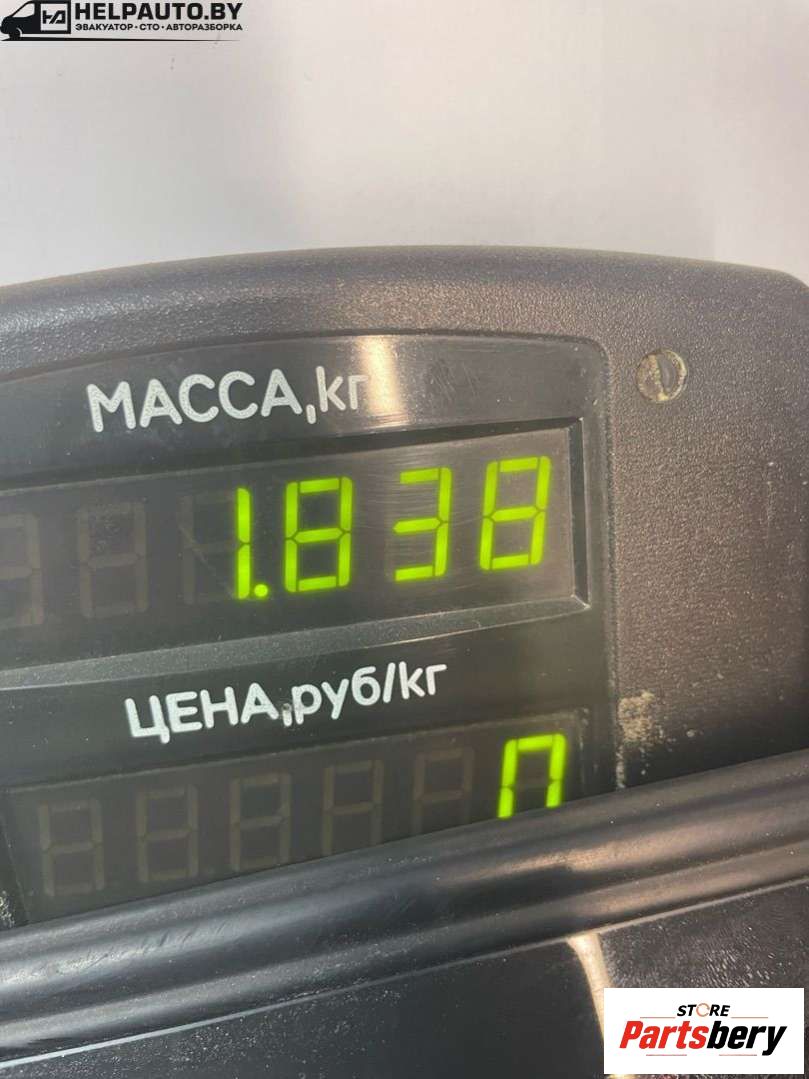 HELPAUTO.BY
ЭВАКУАТОР•СТО•АВТОРАЗБОРКА
МАССА,кг
1.838
ЦЕНА,руб/кг
0
STORE
Partsbery